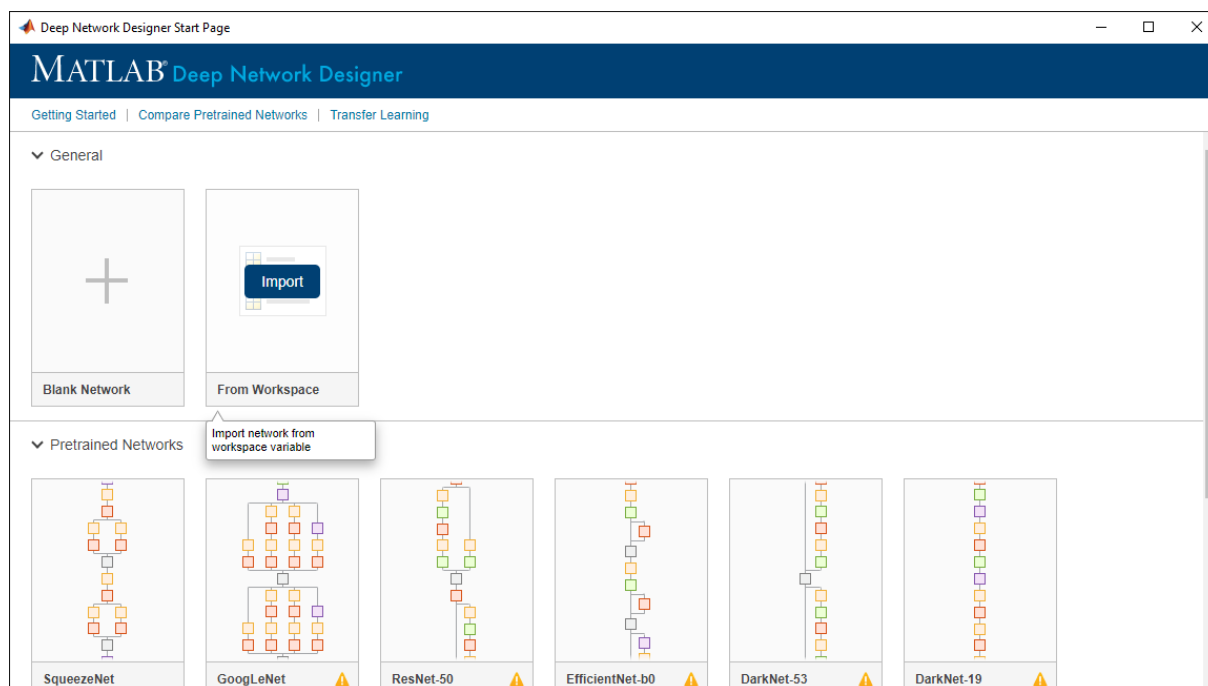 Deep Network Designer Start Page
MATLAB® Deep Network Designer
Getting Started | Compare Pretrained Networks | Transfer Learning
General
Import
Blank Network
From Workspace
Import network from
workspace variable
Pretrained Networks
SqueezeNet
GoogLeNet
ResNet-50
EfficientNet-b0
DarkNet-53
DarkNet-19